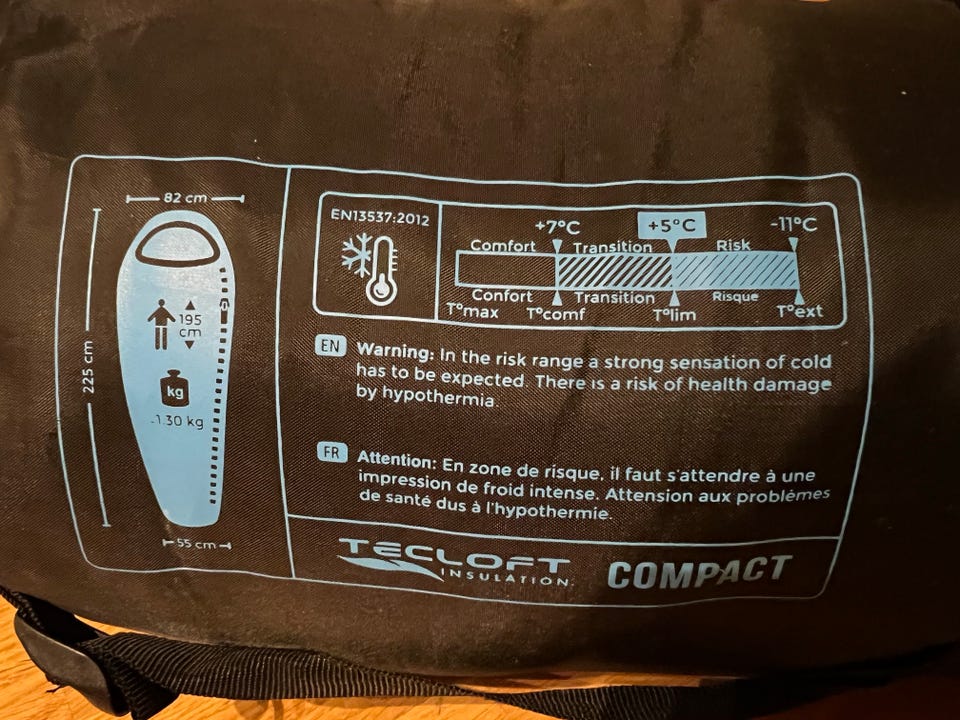 82 cm
225 cm
195
cm
kg
1.30 kg
55 cm
EN13537:2012
+7°C +5°C -11°C
Comfort Transition Risk
Confort Transition Risque
T°max T°comf T°lim T°ext
EN Warning: In the risk range a strong sensation of cold
has to be expected. There is a risk of health damage
by hypothermia.
FR Attention: En zone de risque, il faut s'attendre à une
impression de froid intense. Attension aux problèmes
de santé dus à l'hypothermie.
TECLOFT
INSULATION
COMPACT